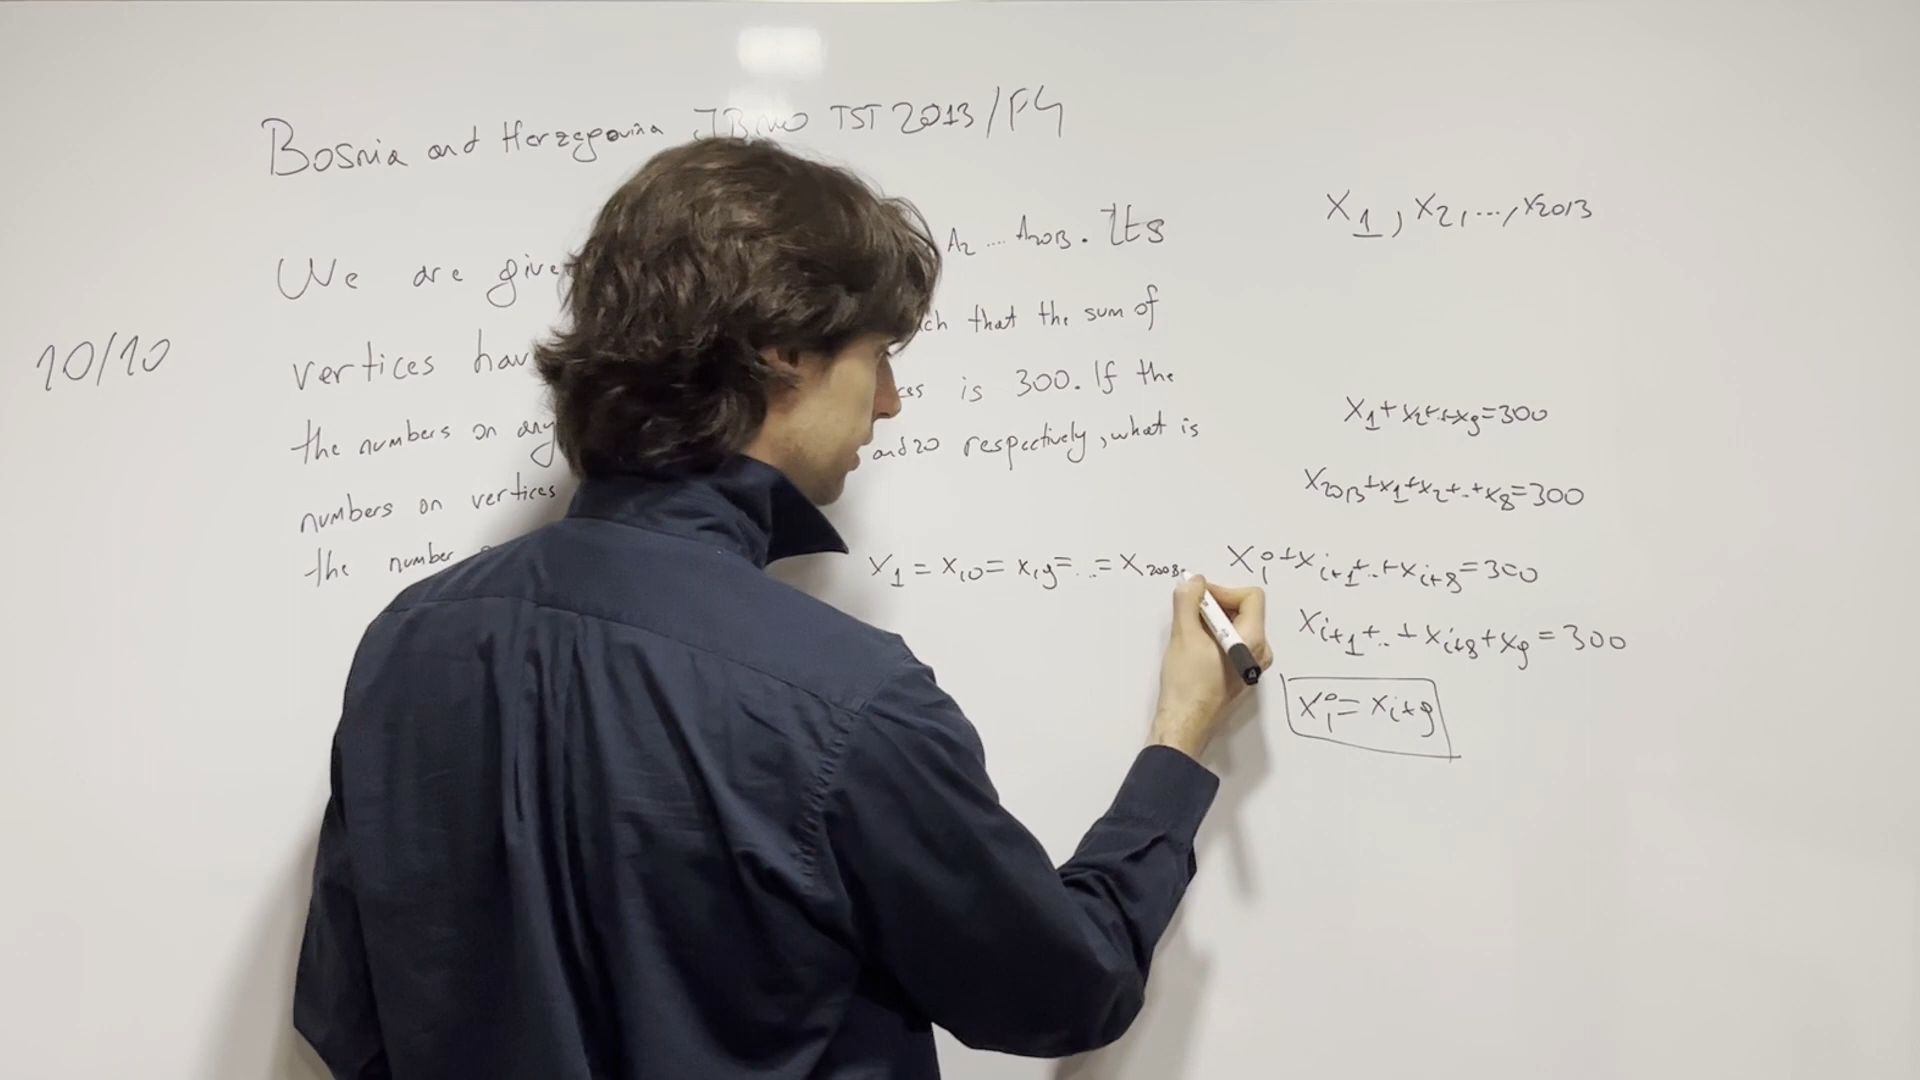 Bosnia and Herzegovina JBMO TST 2013/P4
We are give A2 .... A2013. Its
vertices hav ch that the sum of
the numbers on any ces is 300. If the
numbers on vertices and 20 respectively, what is
the number
10/10
X1, X2, ..., X2013
X1+X2+..+X9=300
X2013+X1+X2+..+X8=300
Xi+Xi+1+..+Xi+8=300
Xi+1+..+Xi+8+X9=300
Xi=Xi+9
X1=X10=X19=...=X2008